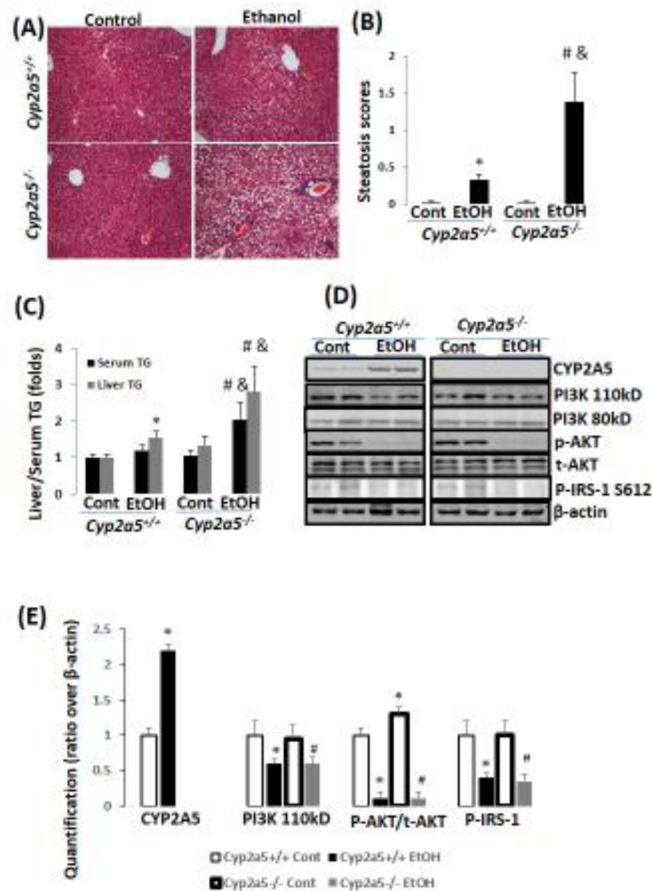 (A)
Control
Ethanol
Cyp2a5+/+
Cyp2a5-/-
(B)
Steatosis scores
2
1.5
1
0.5
0
*
# &
Cont EtOH Cont EtOH
Cyp2a5+/+ Cyp2a5-/-
(C)
Liver/Serum TG (folds)
4
3
2
1
0
Serum TG
Liver TG
*
# &
# &
Cont EtOH Cont EtOH
Cyp2a5+/+ Cyp2a5-/-
(D)
Cyp2a5+/+ Cyp2a5-/-
Cont EtOH Cont EtOH
CYP2A5
PI3K 110kD
PI3K 80kD
p-AKT
t-AKT
P-IRS-1 S612
β-actin
(E)
Quantification (ratio over β-actin)
2.5
2
1.5
1
0.5
0
*
* #
* * #
* #
CYP2A5 PI3K 110kD P-AKT/t-AKT P-IRS-1
Cyp2a5+/+ Cont Cyp2a5+/+ EtOH
Cyp2a5-/- Cont Cyp2a5-/- EtOH